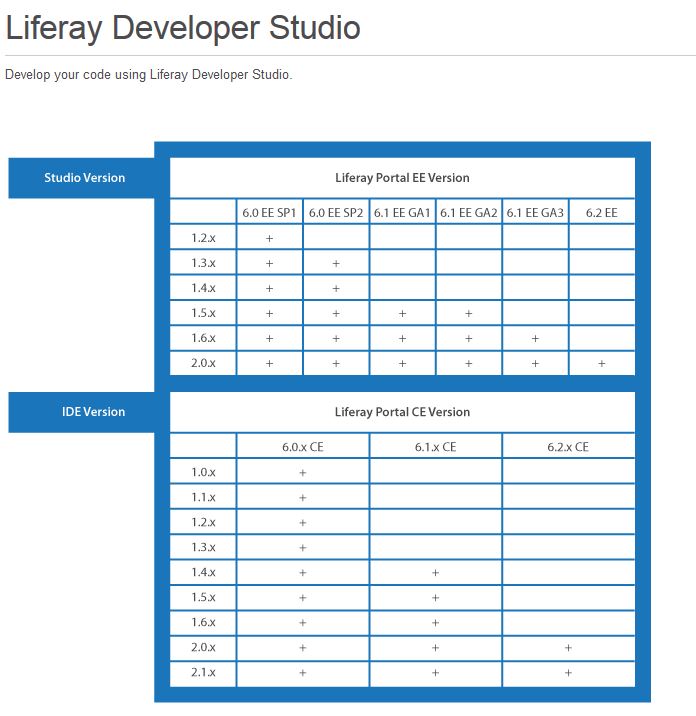 Liferay Developer Studio
Develop your code using Liferay Developer Studio.
Studio Version Liferay Portal EE Version
6.0 EE SP1 6.0 EE SP2 6.1 EE GA1 6.1 EE GA2 6.1 EE GA3 6.2 EE
1.2.x +
1.3.x + +
1.4.x + +
1.5.x + + + +
1.6.x + + + + +
2.0.x + + + + + +
IDE Version Liferay Portal CE Version
6.0.x CE 6.1.x CE 6.2.x CE
1.0.x +
1.1.x +
1.2.x +
1.3.x +
1.4.x + +
1.5.x + +
1.6.x + +
2.0.x + + +
2.1.x + + +